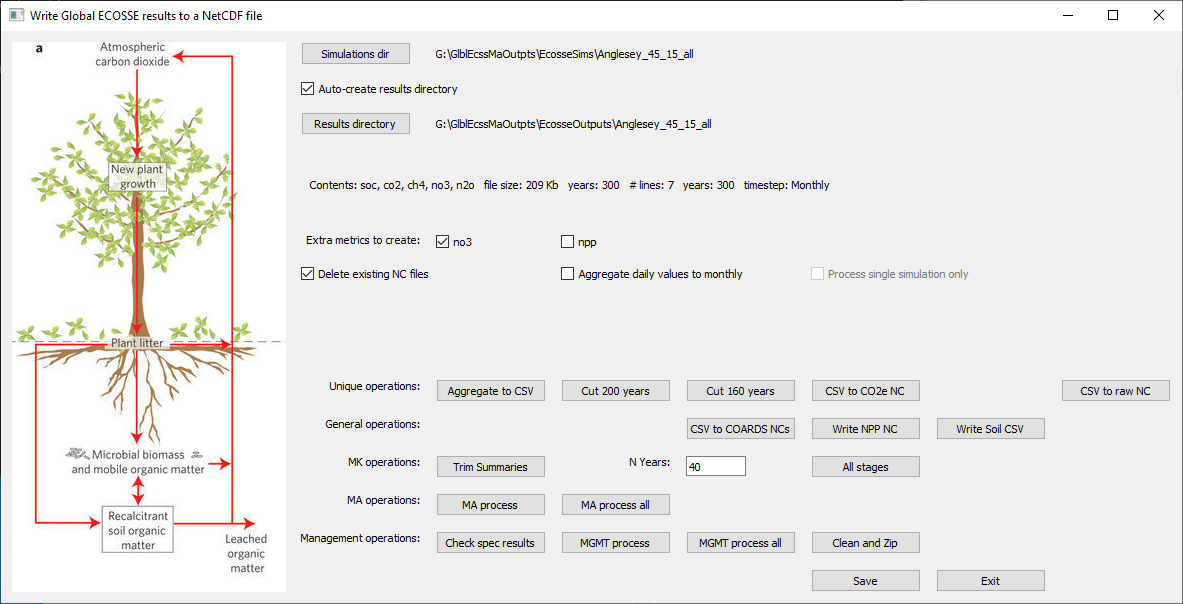 Write Global ECOSSE results to a NetCDF file
a
Atmospheric
carbon dioxide
New plant
growth
Plant litter
Microbial biomass
and mobile organic matter
Recalcitrant
soil organic
matter
Leached
organic
matter
Simulations dir G:\GlblEcssMaOutpts\EcosseSims\Anglesey_45_15_all
Auto-create results directory
Results directory G:\GlblEcssMaOutpts\EcosseOutputs\Anglesey_45_15_all
Contents: soc, co2, ch4, no3, n2o file size: 209 Kb years: 300 # lines: 7 years: 300 timestep: Monthly
Extra metrics to create: no3 npp
Delete existing NC files Aggregate daily values to monthly Process single simulation only
Unique operations: Aggregate to CSV Cut 200 years Cut 160 years CSV to CO2e NC CSV to raw NC
General operations: CSV to COARDS NCs Write NPP NC Write Soil CSV
MK operations: Trim Summaries N Years: 40 All stages
MA operations: MA process MA process all
Management operations: Check spec results MGMT process MGMT process all Clean and Zip
Save Exit